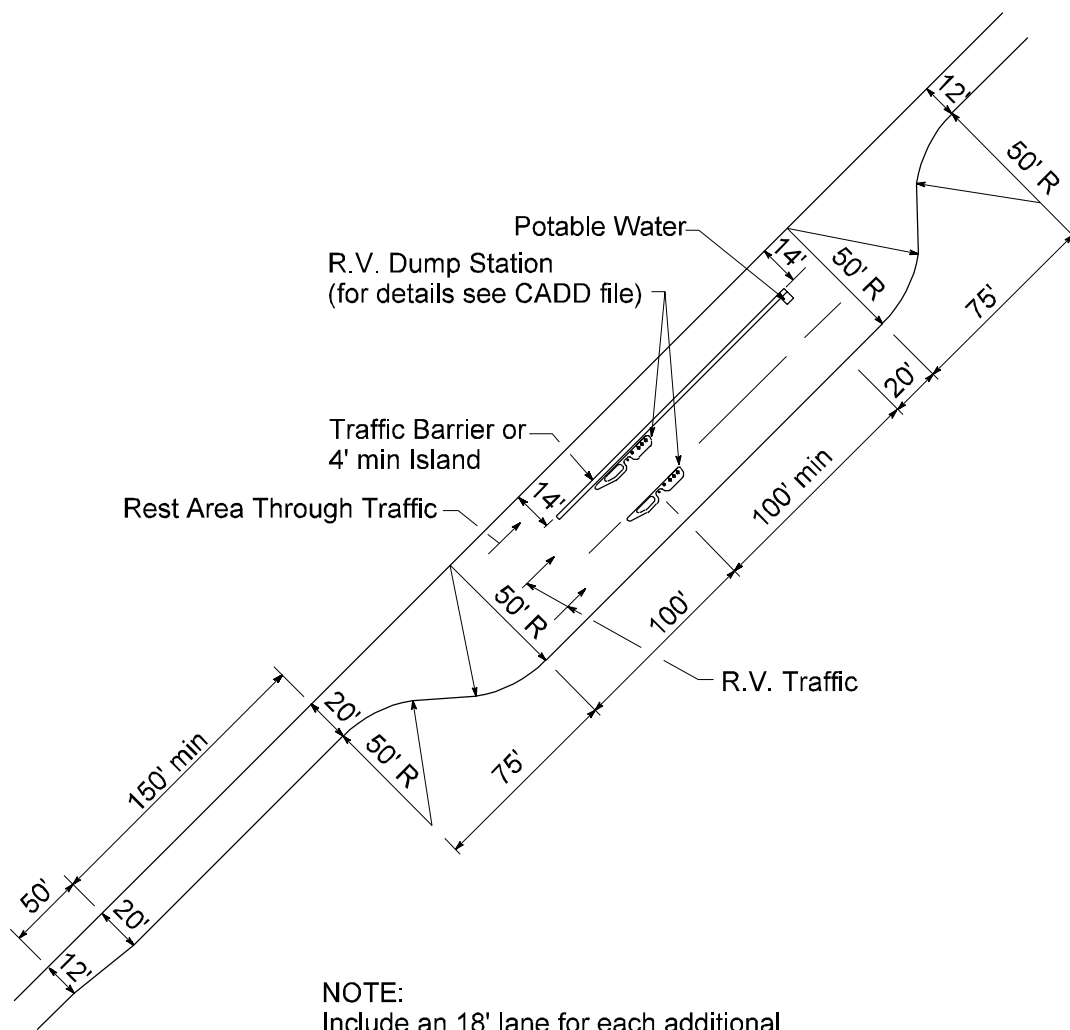 12'
50' R
Potable Water
14'
R.V. Dump Station
(for details see CADD file)
50' R
75'
20'
Traffic Barrier or
4' min Island
100' min
14'
Rest Area Through Traffic
50' R
100'
R.V. Traffic
20'
150' min
50' R
75'
50'
20'
12'
NOTE:
Include an 18' lane for each additional